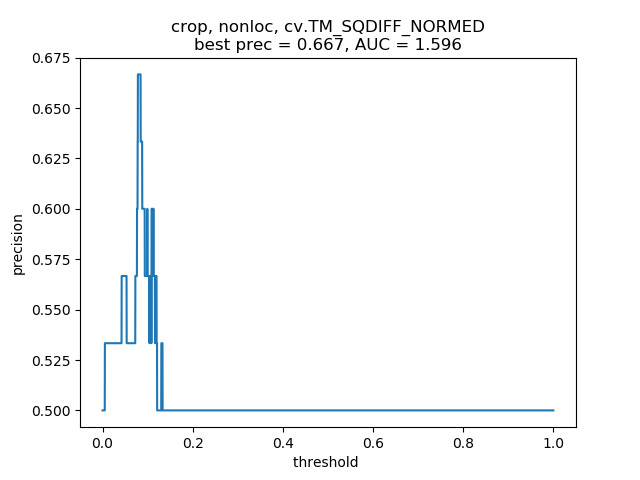 crop, nonloc, cv.TM_SQDIFF_NORMED
best prec = 0.667, AUC = 1.596
0.675
0.650
0.625
0.600
0.575
0.550
0.525
0.500
precision
0.0 0.2 0.4 0.6 0.8 1.0
threshold